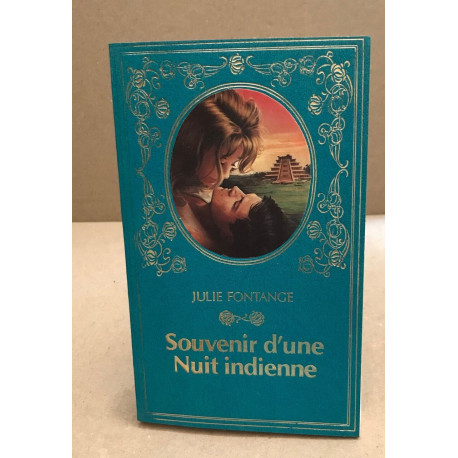 JULIE FONTANGE
Souvenir d'une
Nuit indienne